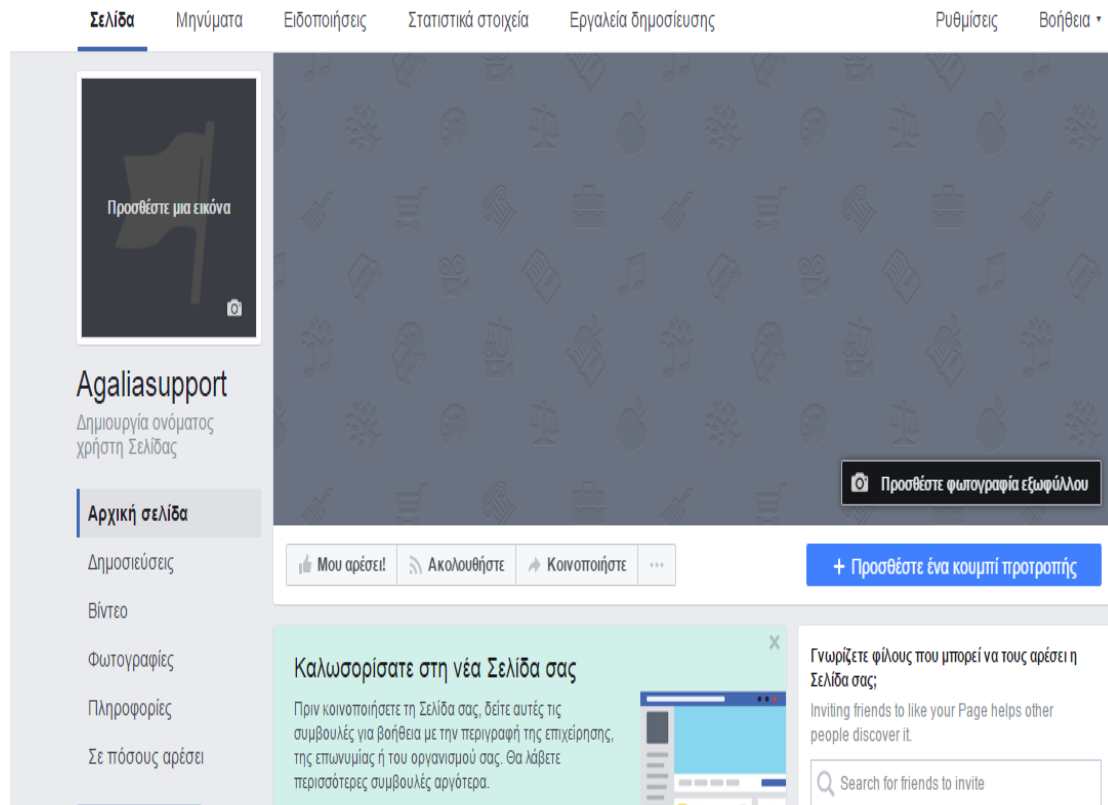 Σελίδα Μηνύματα Ειδοποιήσεις Στατιστικά στοιχεία Εργαλεία δημοσίευσης Ρυθμίσεις Βοήθεια
Προσθέστε μια εικόνα
Agaliasupport
Δημιουργία ονόματος
χρήστη Σελίδας
Αρχική σελίδα
Δημοσιεύσεις
Βίντεο
Φωτογραφίες
Πληροφορίες
Σε πόσους αρέσει
Προσθέστε φωτογραφία εξωφύλλου
Μου αρέσει! Ακολουθήστε Κοινοποιήστε ...
+ Προσθέστε ένα κουμπί προτροπής
Καλωσορίσατε στη νέα Σελίδα σας
Πριν κοινοποιήσετε τη Σελίδα σας, δείτε αυτές τις
συμβουλές για βοήθεια με την περιγραφή της επιχείρησης,
της επωνυμίας ή του οργανισμού σας. Θα λάβετε
περισσότερες συμβουλές αργότερα.
Γνωρίζετε φίλους που μπορεί να τους αρέσει η
Σελίδα σας;
Inviting friends to like your Page helps other
people discover it.
Search for friends to invite